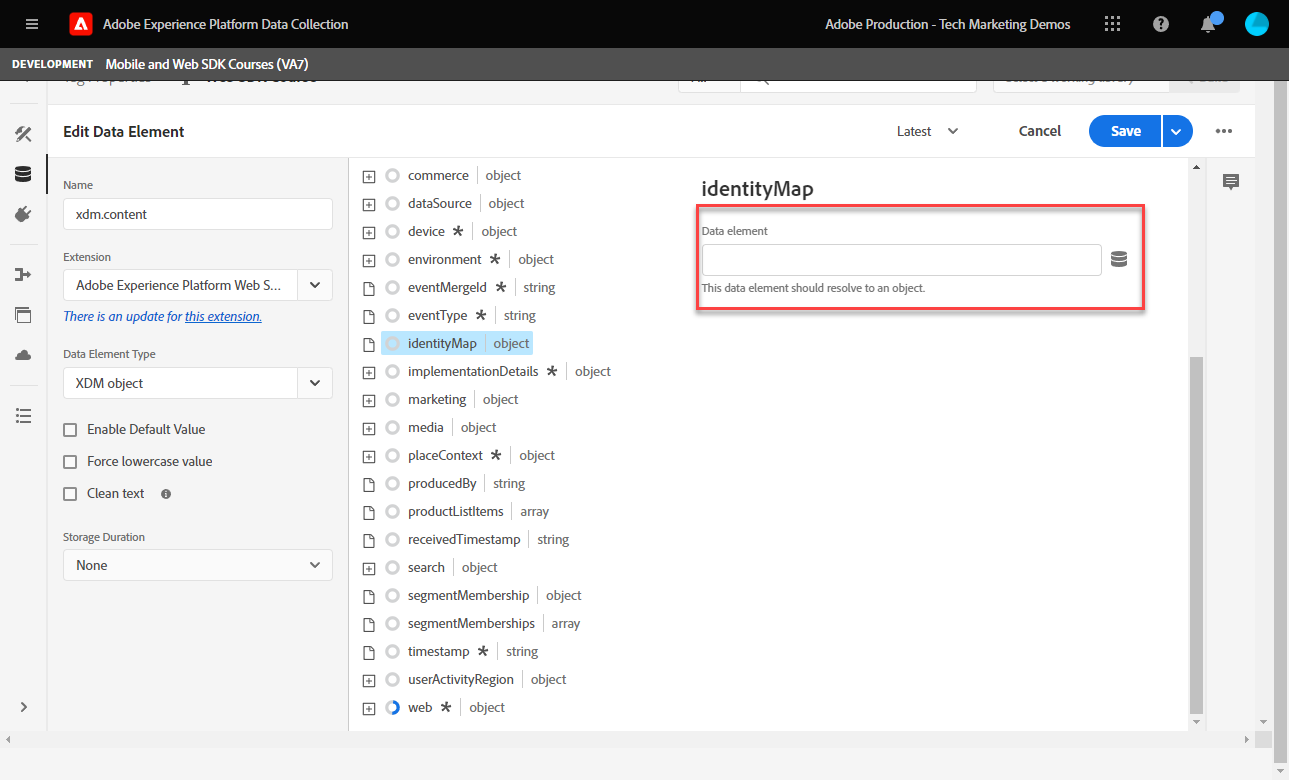 Adobe Experience Platform Data Collection
Adobe Production - Tech Marketing Demos
DEVELOPMENT Mobile and Web SDK Courses (VA7)
Edit Data Element
Latest
Cancel
Save
Name
xdm.content
Extension
Adobe Experience Platform Web S...
There is an update for this extension.
Data Element Type
XDM object
Enable Default Value
Force lowercase value
Clean text
Storage Duration
None
commerce object
dataSource object
device * object
environment * object
eventMergeId * string
eventType * string
identityMap object
implementationDetails * object
marketing object
media object
placeContext * object
producedBy string
productListItems array
receivedTimestamp string
search object
segmentMembership object
segmentMemberships array
timestamp * string
userActivityRegion object
web * object
identityMap
Data element
This data element should resolve to an object.